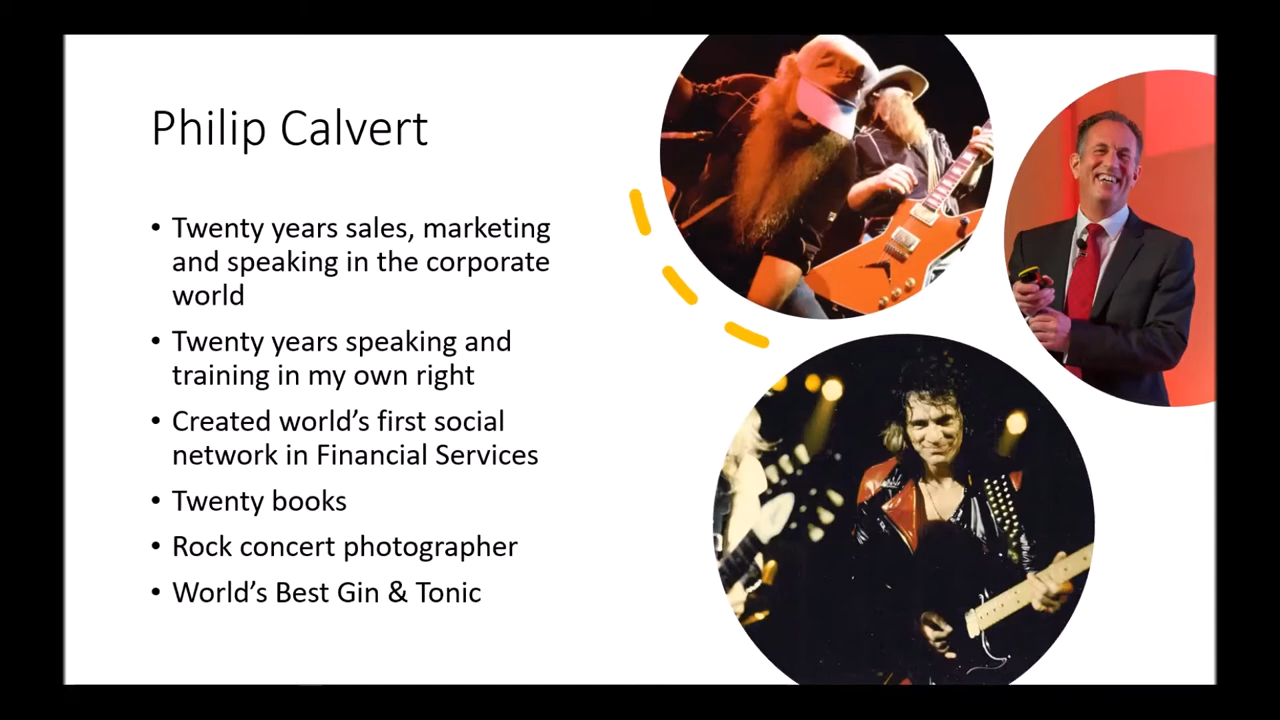 Philip Calvert
• Twenty years sales, marketing
and speaking in the corporate
world
• Twenty years speaking and
training in my own right
• Created world’s first social
network in Financial Services
• Twenty books
• Rock concert photographer
• World’s Best Gin & Tonic